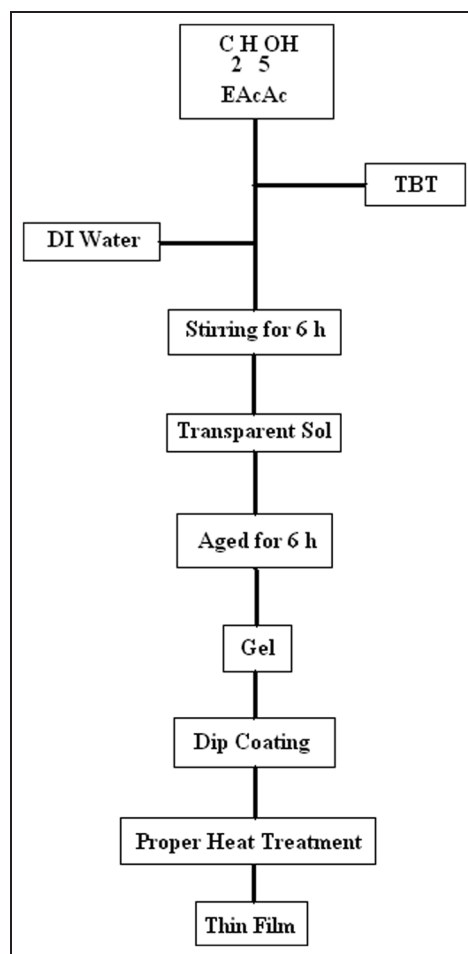 C H OH
2 5
EAcAc
TBT
DI Water
Stirring for 6 h
Transparent Sol
Aged for 6 h
Gel
Dip Coating
Proper Heat Treatment
Thin Film